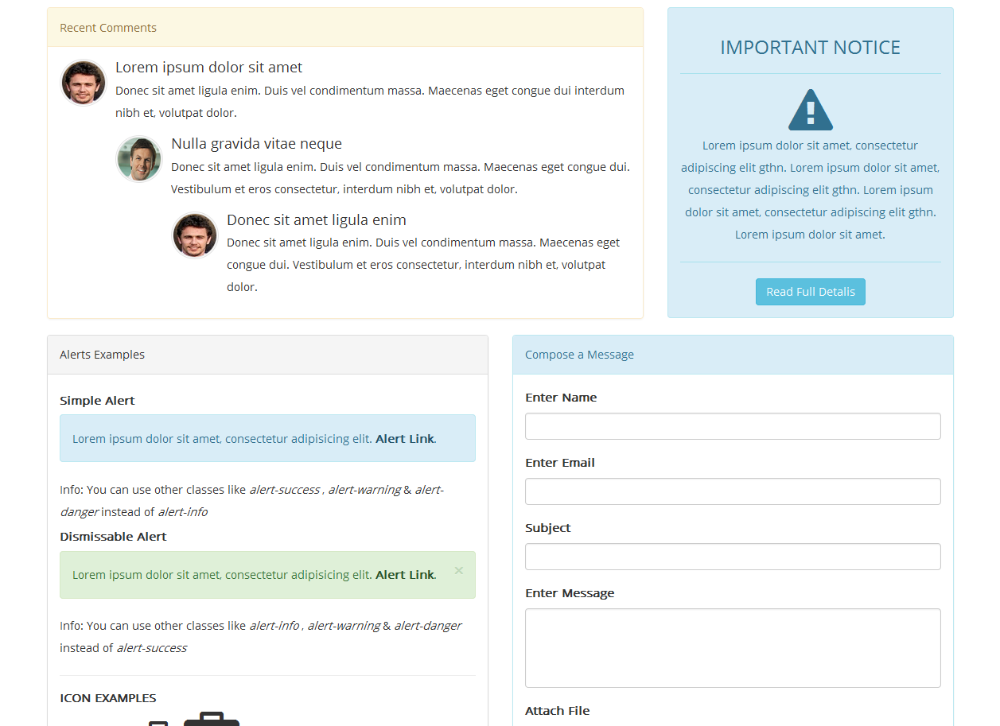 Recent Comments
Lorem ipsum dolor sit amet
Donec sit amet ligula enim. Duis vel condimentum massa. Maecenas eget congue dui interdum
nibh et, volutpat dolor.
Nulla gravida vitae neque
Donec sit amet ligula enim. Duis vel condimentum massa. Maecenas eget congue dui.
Vestibulum et eros consectetur, interdum nibh et, volutpat dolor.
Donec sit amet ligula enim
Donec sit amet ligula enim. Duis vel condimentum massa. Maecenas eget
congue dui. Vestibulum et eros consectetur, interdum nibh et, volutpat
dolor.
IMPORTANT NOTICE
Lorem ipsum dolor sit amet, consectetur
adipiscing elit gthn. Lorem ipsum dolor sit amet,
consectetur adipiscing elit gthn. Lorem ipsum
dolor sit amet, consectetur adipiscing elit gthn.
Lorem ipsum dolor sit amet.
Read Full Detalis
Alerts Examples
Simple Alert
Lorem ipsum dolor sit amet, consectetur adipisicing elit. Alert Link.
Info: You can use other classes like alert-success , alert-warning & alert-
danger instead of alert-info
Dismissable Alert
Lorem ipsum dolor sit amet, consectetur adipisicing elit. Alert Link. ×
Info: You can use other classes like alert-info , alert-warning & alert-danger
instead of alert-success
ICON EXAMPLES
Compose a Message
Enter Name
Enter Email
Subject
Enter Message
Attach File